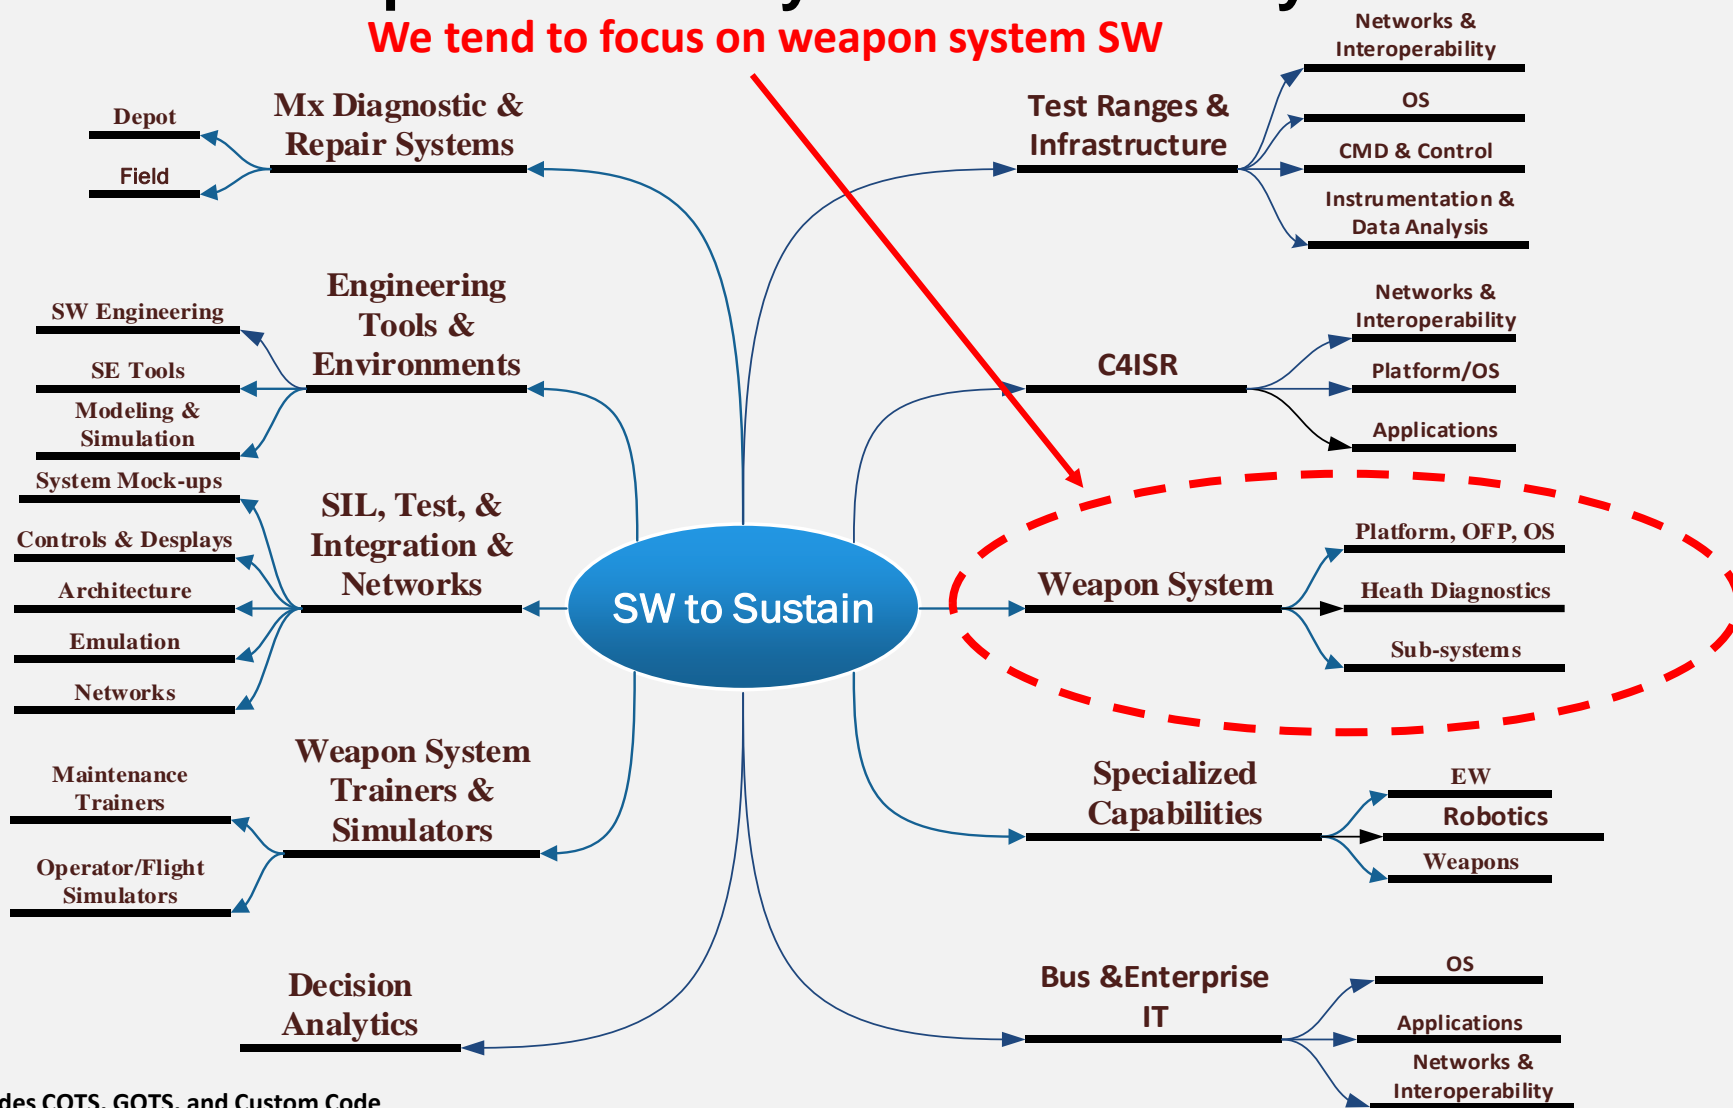 We tend to focus on weapon system SW
Mx Diagnostic &
Repair Systems
Depot
Field
Engineering
Tools &
Environments
SW Engineering
SE Tools
Modeling &
Simulation
SIL, Test, &
Integration &
Networks
System Mock-ups
Controls & Desplays
Architecture
Emulation
Networks
Weapon System
Trainers &
Simulators
Maintenance
Trainers
Operator/Flight
Simulators
Decision
Analytics
SW to Sustain
Test Ranges &
Infrastructure
Networks &
Interoperability
OS
CMD & Control
Instrumentation &
Data Analysis
C4ISR
Networks &
Interoperability
Platform/OS
Applications
Weapon System
Platform, OFP, OS
Heath Diagnostics
Sub-systems
Specialized
Capabilities
EW
Robotics
Weapons
Bus &Enterprise
IT
OS
Applications
Networks &
Interoperability
COTS, GOTS, and Custom Code